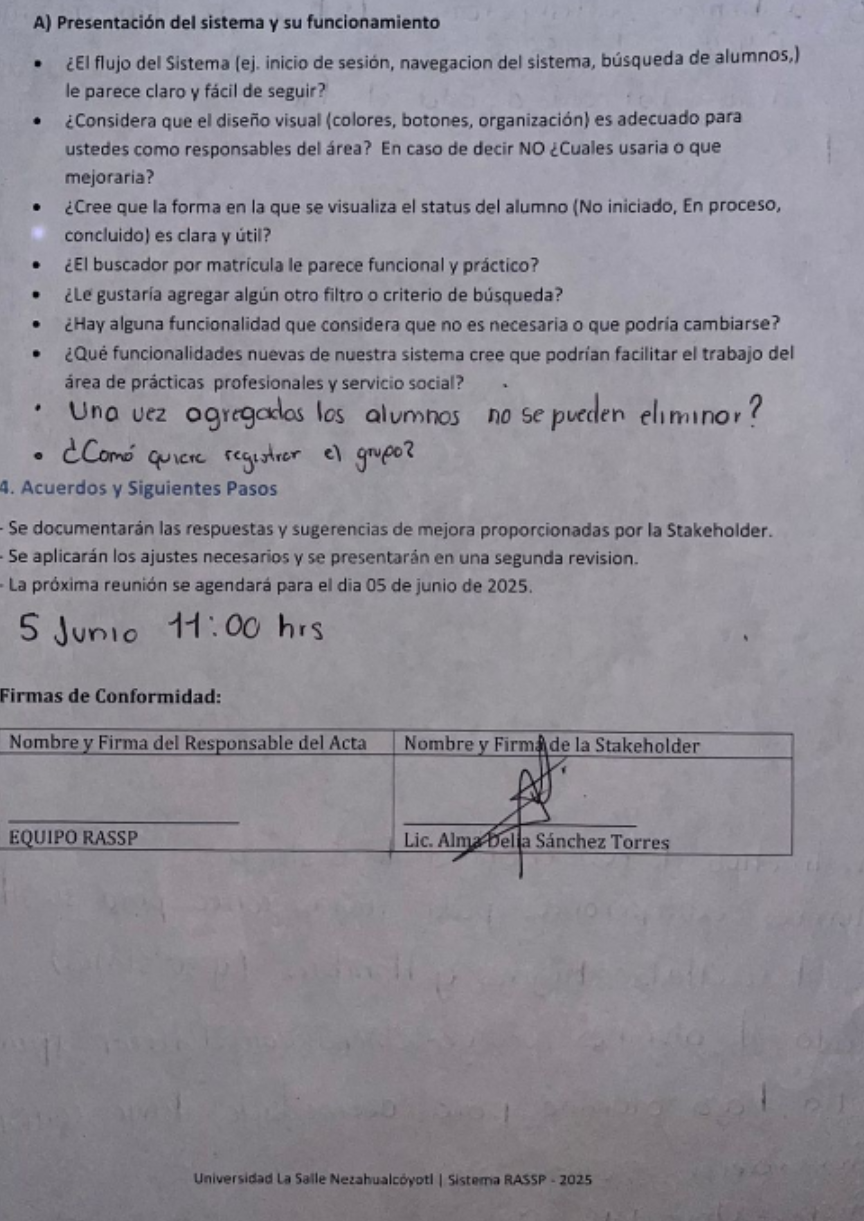 A) Presentación del sistema y su funcionamiento
• ¿El flujo del Sistema (ej. inicio de sesión, navegacion del sistema, búsqueda de alumnos,)
le parece claro y fácil de seguir?
• ¿Considera que el diseño visual (colores, botones, organización) es adecuado para
ustedes como responsables del área? En caso de decir NO ¿Cuales usaria o que
mejoraria?
• ¿Cree que la forma en la que se visualiza el status del alumno (No iniciado, En proceso,
concluido) es clara y útil?
• ¿El buscador por matrícula le parece funcional y práctico?
• ¿Le gustaría agregar algún otro filtro o criterio de búsqueda?
• ¿Hay alguna funcionalidad que considera que no es necesaria o que podría cambiarse?
• ¿Qué funcionalidades nuevas de nuestra sistema cree que podrían facilitar el trabajo del
área de prácticas profesionales y servicio social?
• Una vez agregados los alumnos no se pueden eliminar?
• ¿Comó quiere registrar el grupo?
4. Acuerdos y Siguientes Pasos
- Se documentarán las respuestas y sugerencias de mejora proporcionadas por la Stakeholder.
- Se aplicarán los ajustes necesarios y se presentarán en una segunda revision.
- La próxima reunión se agendará para el dia 05 de junio de 2025.
5 Junio 11:00 hrs
Firmas de Conformidad:
Nombre y Firma del Responsable del Acta Nombre y Firma de la Stakeholder
EQUIPO RASSP Lic. Alma Delia Sánchez Torres
Universidad La Salle Nezahualcóyotl | Sistema RASSP - 2025